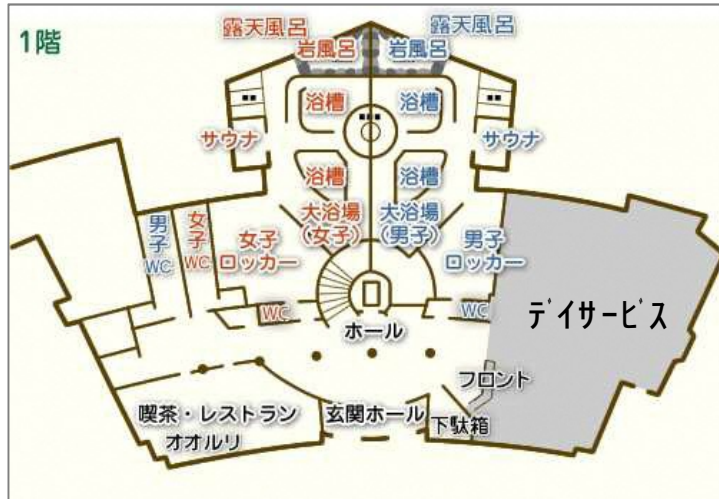 1階
露天風呂
岩風呂
岩風呂
露天風呂
浴槽
浴槽
サウナ
サウナ
浴槽
浴槽
大浴場
(女子)
大浴場
(男子)
男子
WC
女子
WC
女子
ロッカー
男子
ロッカー
WC
WC
ホール
デイサービス
フロント
喫茶・レストラン
オオルリ
玄関ホール
下駄箱